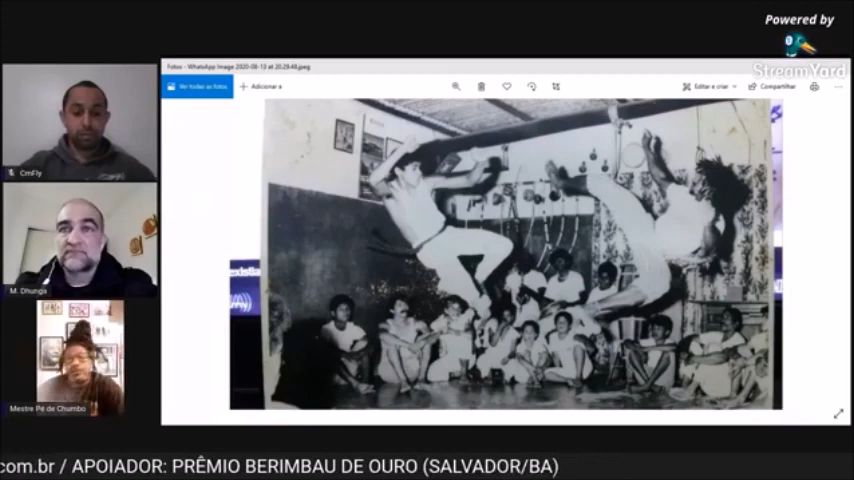 Powered by
StreamYard
Fotos - WhatsApp Image 2020-08-13 at 20.29.48.jpeg
Ver todas as fotos
Adicionar a
Editar e criar
Compartilhar
CmFly
M. Dhunga
Mestre Pé de Chumbo
existia
com.br / APOIADOR: PRÊMIO BERIMBAU DE OURO (SALVADOR/BA)